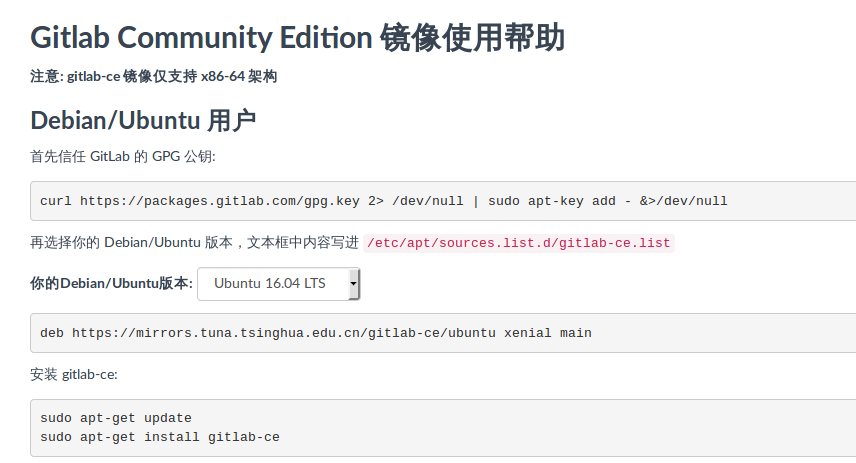 Gitlab Community Edition 镜像使用帮助
注意: gitlab-ce 镜像仅支持 x86-64 架构
Debian/Ubuntu 用户
首先信任 GitLab 的 GPG 公钥:
curl https://packages.gitlab.com/gpg.key 2> /dev/null | sudo apt-key add - &>/dev/null
再选择你的 Debian/Ubuntu 版本，文本框中内容写进 /etc/apt/sources.list.d/gitlab-ce.list
你的Debian/Ubuntu版本: Ubuntu 16.04 LTS
deb https://mirrors.tuna.tsinghua.edu.cn/gitlab-ce/ubuntu xenial main
安装 gitlab-ce:
sudo apt-get update
sudo apt-get install gitlab-ce